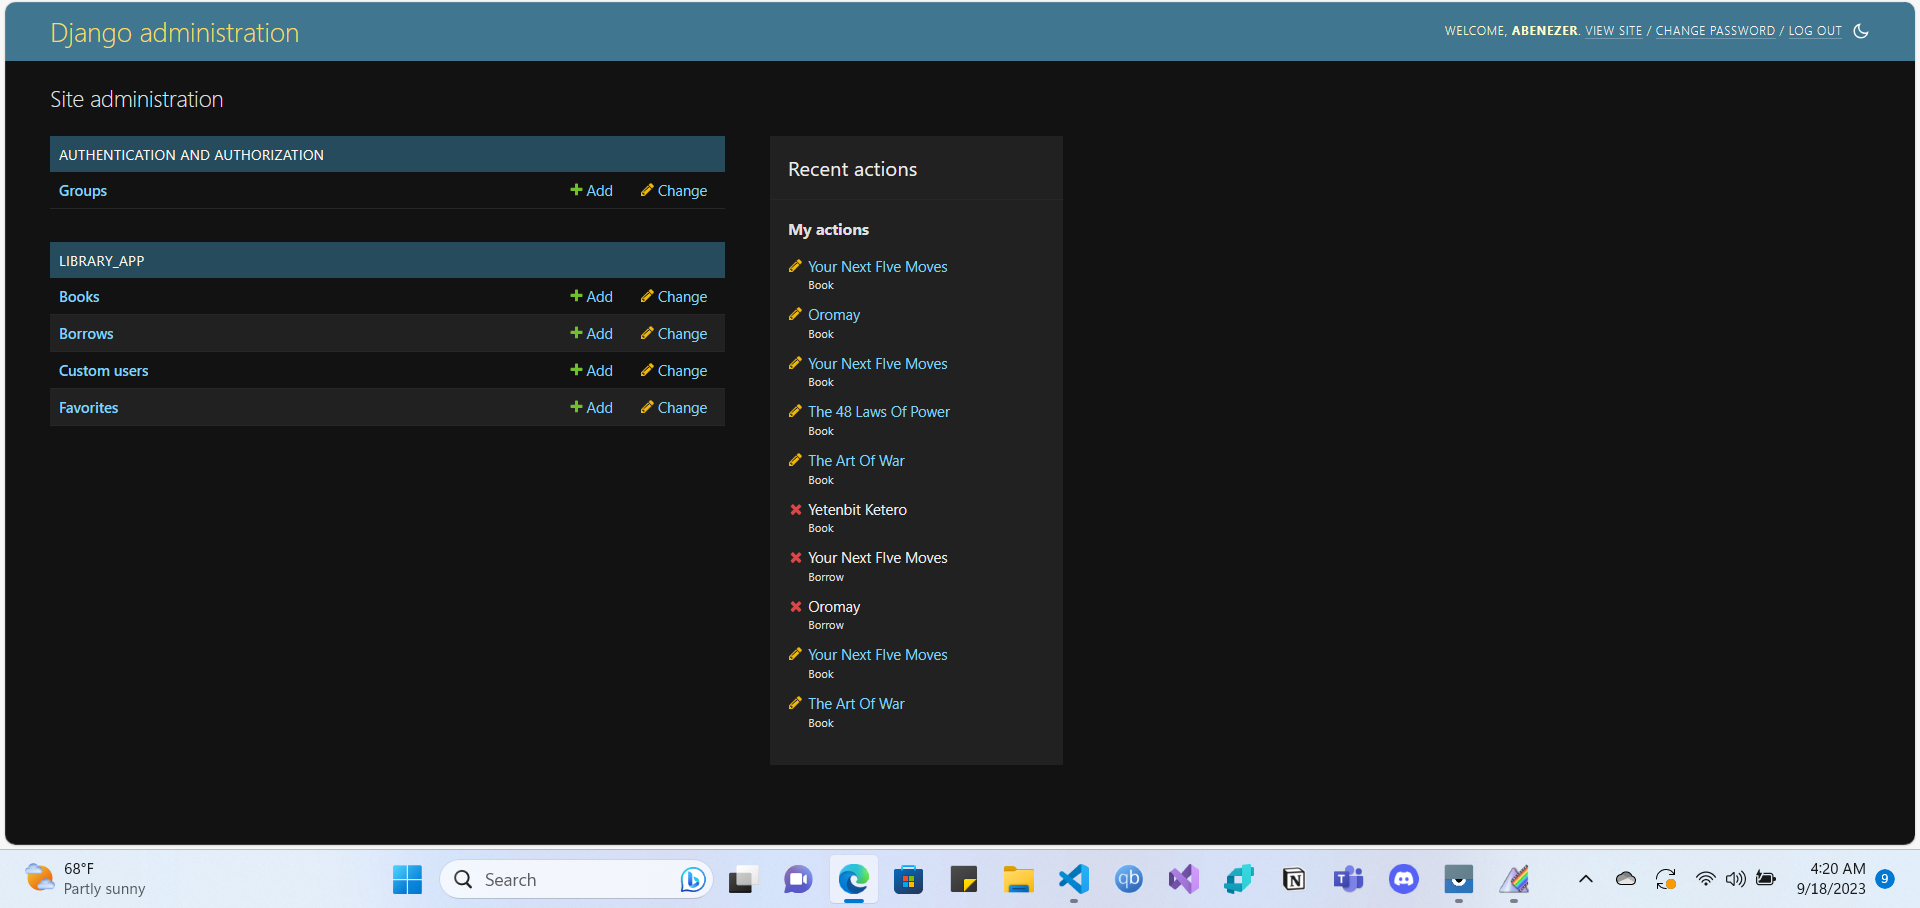 Django administration
WELCOME, ABENEZER. VIEW SITE / CHANGE PASSWORD / LOG OUT
Site administration
AUTHENTICATION AND AUTHORIZATION
Groups Add Change
LIBRARY_APP
Books Add Change
Borrows Add Change
Custom users Add Change
Favorites Add Change
Recent actions
My actions
Your Next FIve Moves
Book
Oromay
Book
Your Next FIve Moves
Book
The 48 Laws Of Power
Book
The Art Of War
Book
Yetenbit Ketero
Book
Your Next FIve Moves
Borrow
Oromay
Borrow
Your Next FIve Moves
Book
The Art Of War
Book
68°F
Partly sunny
Search
qb
4:20 AM
9/18/2023
9